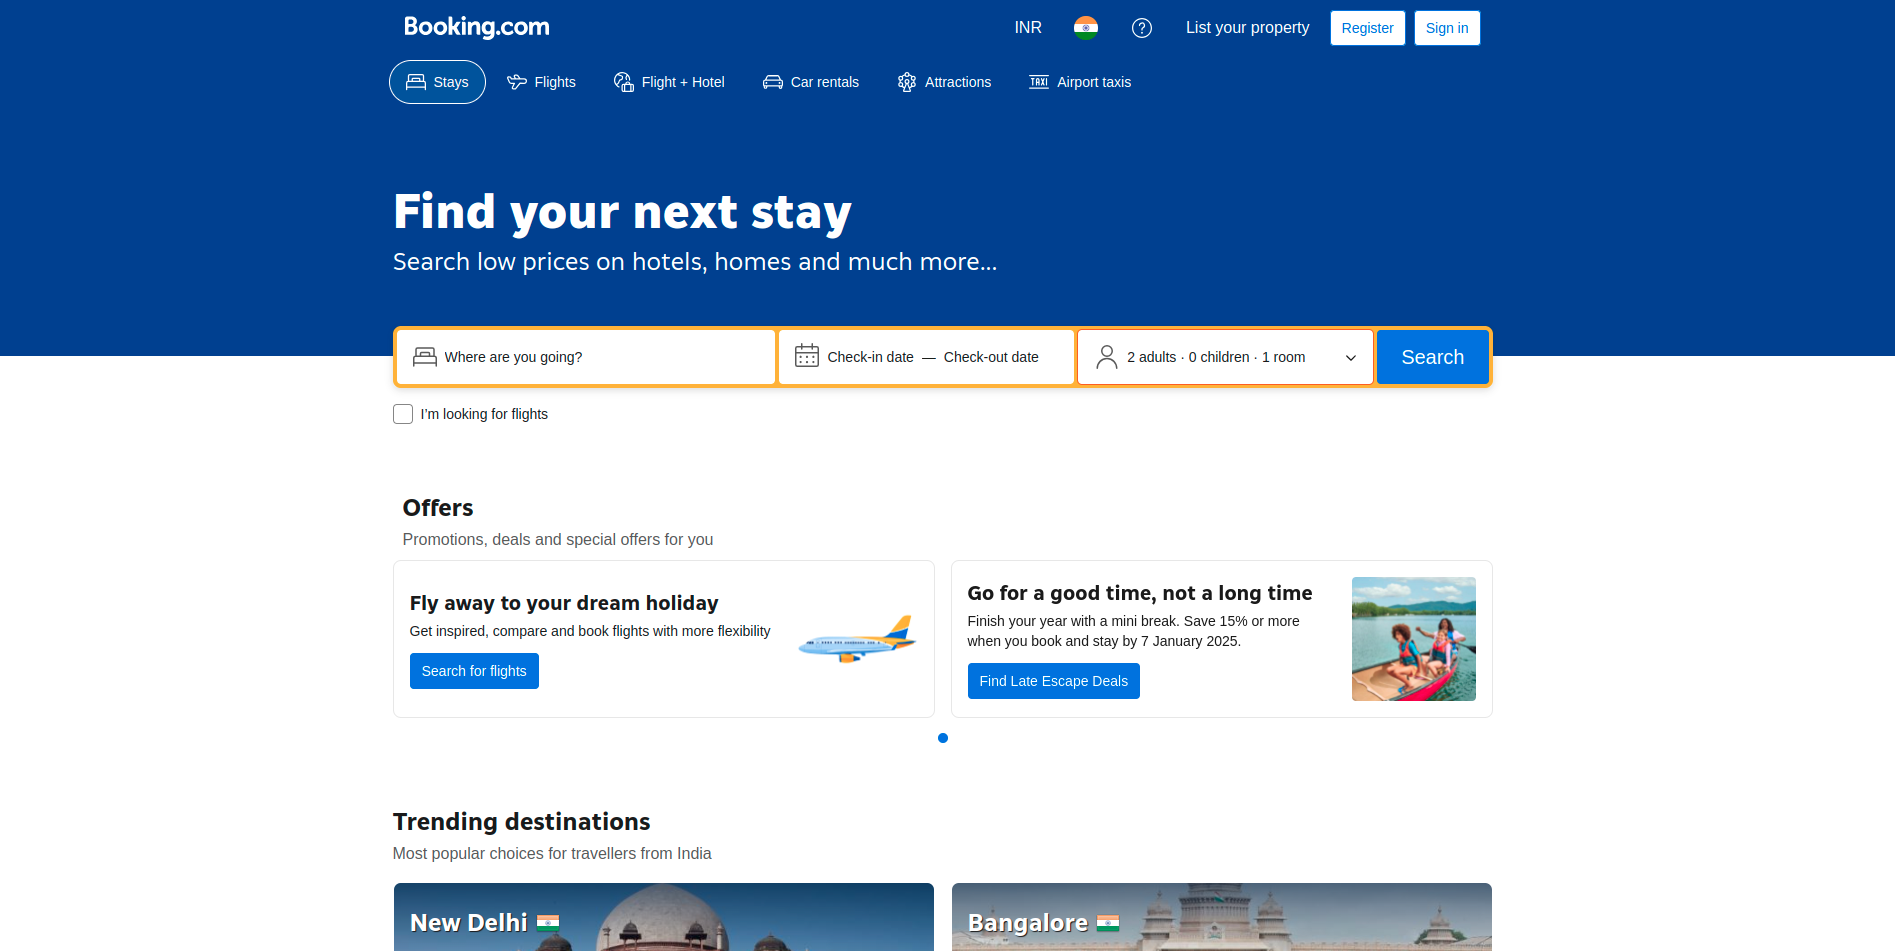 Booking.com
INR
List your property
Register
Sign in
Stays
Flights
Flight + Hotel
Car rentals
Attractions
TAXI
Airport taxis
Find your next stay
Search low prices on hotels, homes and much more...
Where are you going?
Check-in date — Check-out date
2 adults · 0 children · 1 room
Search
I'm looking for flights
Offers
Promotions, deals and special offers for you
Fly away to your dream holiday
Get inspired, compare and book flights with more flexibility
Search for flights
Go for a good time, not a long time
Finish your year with a mini break. Save 15% or more
when you book and stay by 7 January 2025.
Find Late Escape Deals
Trending destinations
Most popular choices for travellers from India
New Delhi
Bangalore